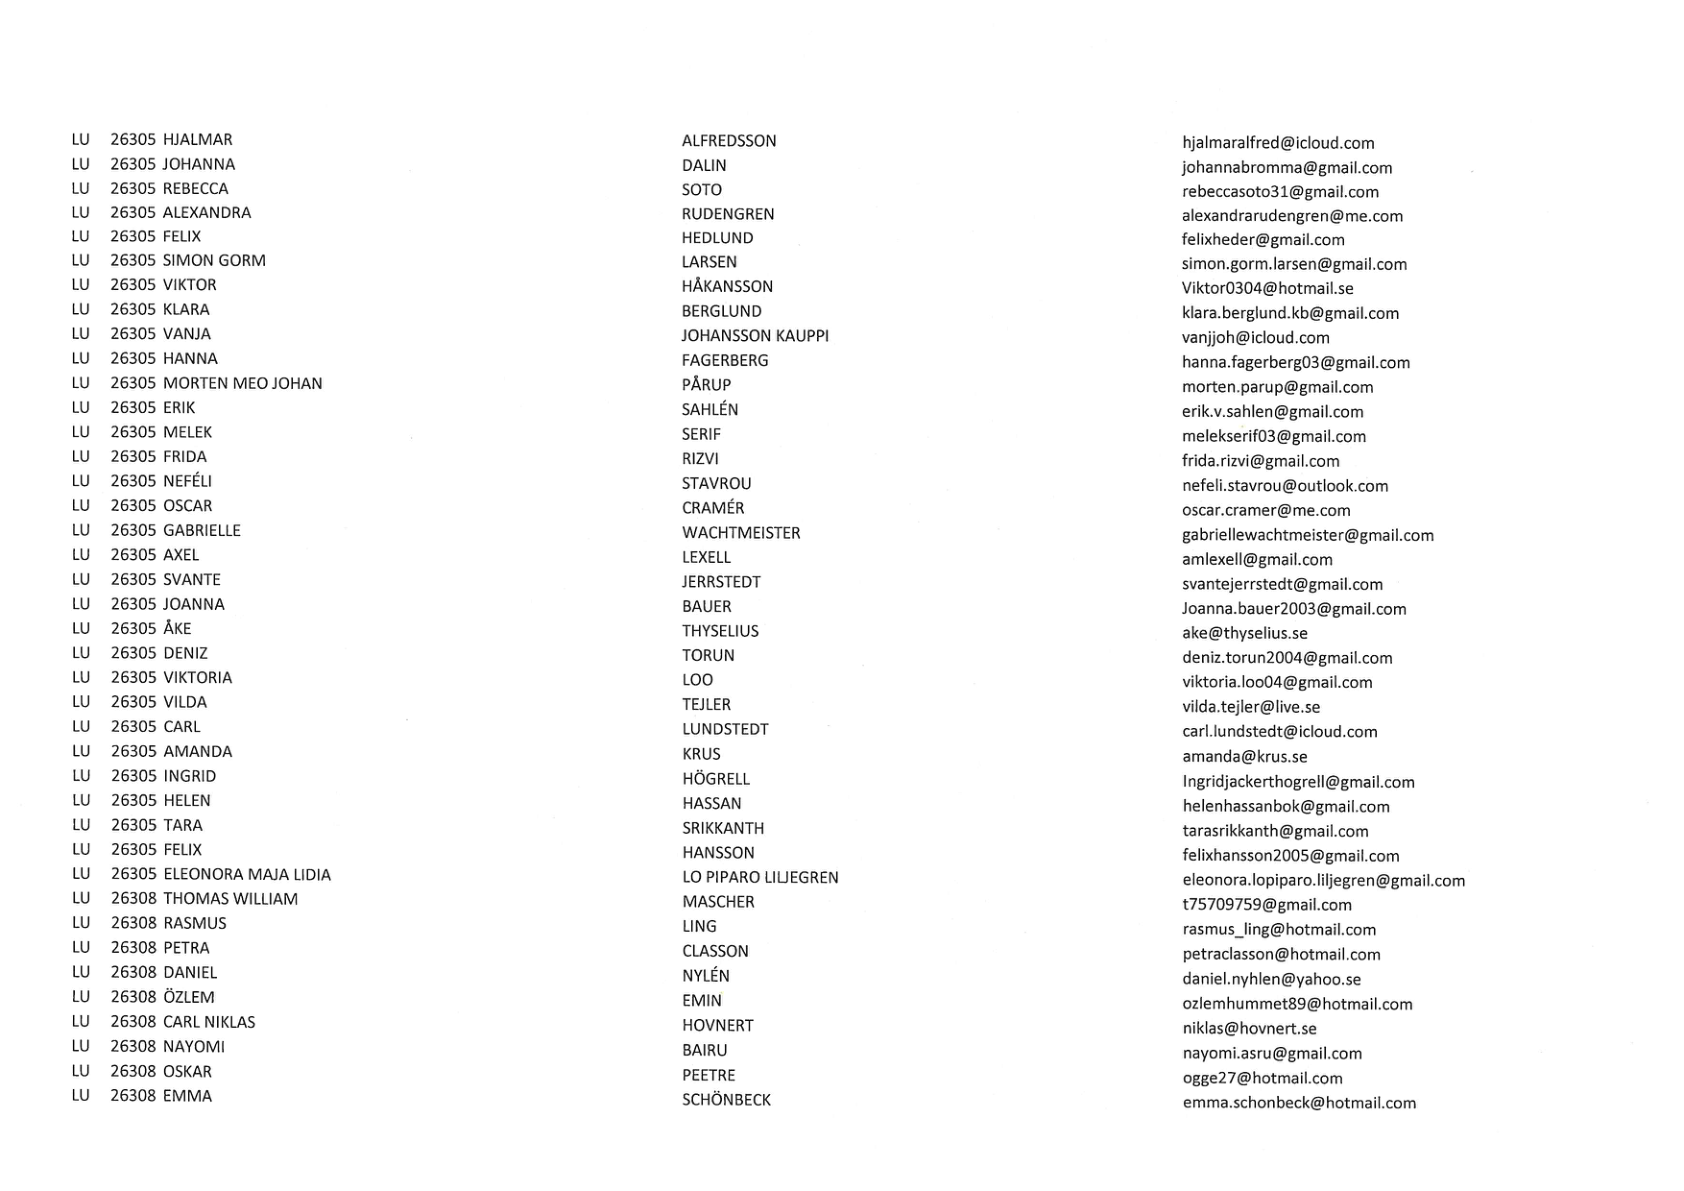 LU 26305 HJALMAR ALFREDSSON hjalmaralfred@icloud.com
LU 26305 JOHANNA DALIN johannabromma@gmail.com
LU 26305 REBECCA SOTO rebeccasoto31@gmail.com
LU 26305 ALEXANDRA RUDENGREN alexandrarudengren@me.com
LU 26305 FELIX HEDLUND felixheder@gmail.com
LU 26305 SIMON GORM LARSEN simon.gorm.larsen@gmail.com
LU 26305 VIKTOR HÅKANSSON Viktor0304@hotmail.se
LU 26305 KLARA BERGLUND klara.berglund.kb@gmail.com
LU 26305 VANJA JOHANSSON KAUPPI vanjjoh@icloud.com
LU 26305 HANNA FAGERBERG hanna.fagerberg03@gmail.com
LU 26305 MORTEN MEO JOHAN PÅRUP morten.parup@gmail.com
LU 26305 ERIK SAHLÉN erik.v.sahlen@gmail.com
LU 26305 MELEK SERIF melekserif03@gmail.com
LU 26305 FRIDA RIZVI frida.rizvi@gmail.com
LU 26305 NEFÉLI STAVROU nefeli.stavrou@outlook.com
LU 26305 OSCAR CRAMÉR oscar.cramer@me.com
LU 26305 GABRIELLE WACHTMEISTER gabriellewachtmeister@gmail.com
LU 26305 AXEL LEXELL amlexell@gmail.com
LU 26305 SVANTE JERRSTEDT svantejerrstedt@gmail.com
LU 26305 JOANNA BAUER Joanna.bauer2003@gmail.com
LU 26305 ÅKE THYSELIUS ake@thyselius.se
LU 26305 DENIZ TORUN deniz.torun2004@gmail.com
LU 26305 VIKTORIA LOO viktoria.loo04@gmail.com
LU 26305 VILDA TEJLER vilda.tejler@live.se
LU 26305 CARL LUNDSTEDT carl.lundstedt@icloud.com
LU 26305 AMANDA KRUS amanda@krus.se
LU 26305 INGRID HÖGRELL Ingridjackerthogrell@gmail.com
LU 26305 HELEN HASSAN helenhassanbok@gmail.com
LU 26305 TARA SRIKKANTH tarasrikkanth@gmail.com
LU 26305 FELIX HANSSON felixhansson2005@gmail.com
LU 26305 ELEONORA MAJA LIDIA LO PIPARO LILJEGREN eleonora.lopiparo.liljegren@gmail.com
LU 26308 THOMAS WILLIAM MASCHER t75709759@gmail.com
LU 26308 RASMUS LING rasmus_ling@hotmail.com
LU 26308 PETRA CLASSON petraclasson@hotmail.com
LU 26308 DANIEL NYLÉN daniel.nyhlen@yahoo.se
LU 26308 ÖZLEM EMIN ozlemhummet89@hotmail.com
LU 26308 CARL NIKLAS HOVNERT niklas@hovnert.se
LU 26308 NAYOMI BAIRU nayomi.asru@gmail.com
LU 26308 OSKAR PEETRE ogge27@hotmail.com
LU 26308 EMMA SCHÖNBECK emma.schonbeck@hotmail.com